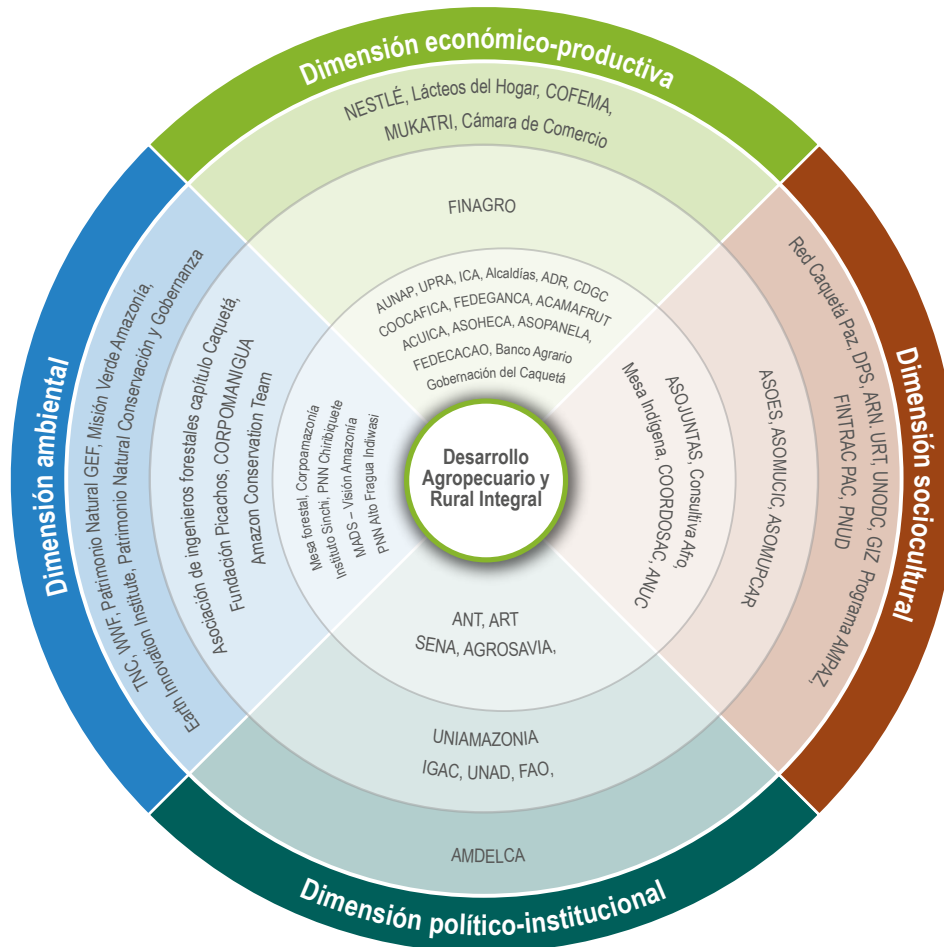 Dimensión económico-productiva
NESTLÉ, Lácteos del Hogar, COFEMA,
MUKATRI, Cámara de Comercio
FINAGRO
AUNAP, UPRA, ICA, Alcaldías, ADR, CDGC
COOCAFICA, FEDEGANCA, ACAMAFRUT
ACUICA, ASOHECA, ASOPANELA,
FEDECACAO, Banco Agrario
Gobernación del Caquetá
Dimensión ambiental
TNC, WWF, Patrimonio Natural GEF, Misión Verde Amazonía,
Earth Innovation Institute, Patrimonio Natural Conservación y Gobernanza
Asociación de ingenieros forestales capítulo Caquetá,
Fundación Picachos, CORPOMANIGUA
Amazon Conservation Team
Mesa forestal, Corpoamazonía
Instituto Sinchi, PNN Chiribiquete
MADS – Visión Amazonía
PNN Alto Fragua Indiwasi
Desarrollo
Agropecuario y
Rural Integral
ASOJUNTAS, Consultiva Afro,
Mesa Indígena, COORDOSAC, ANUC
ASOES, ASOMUCIC, ASOMUPCAR
Red Caquetá Paz, DPS, ARN. URT, UNODC, GIZ Programa AMPAZ,
FINTRAC PAC, PNUD
Dimensión sociocultural
ANT, ART
SENA, AGROSAVIA,
UNIAMAZONIA
IGAC, UNAD, FAO,
AMDELCA
Dimensión político-institucional